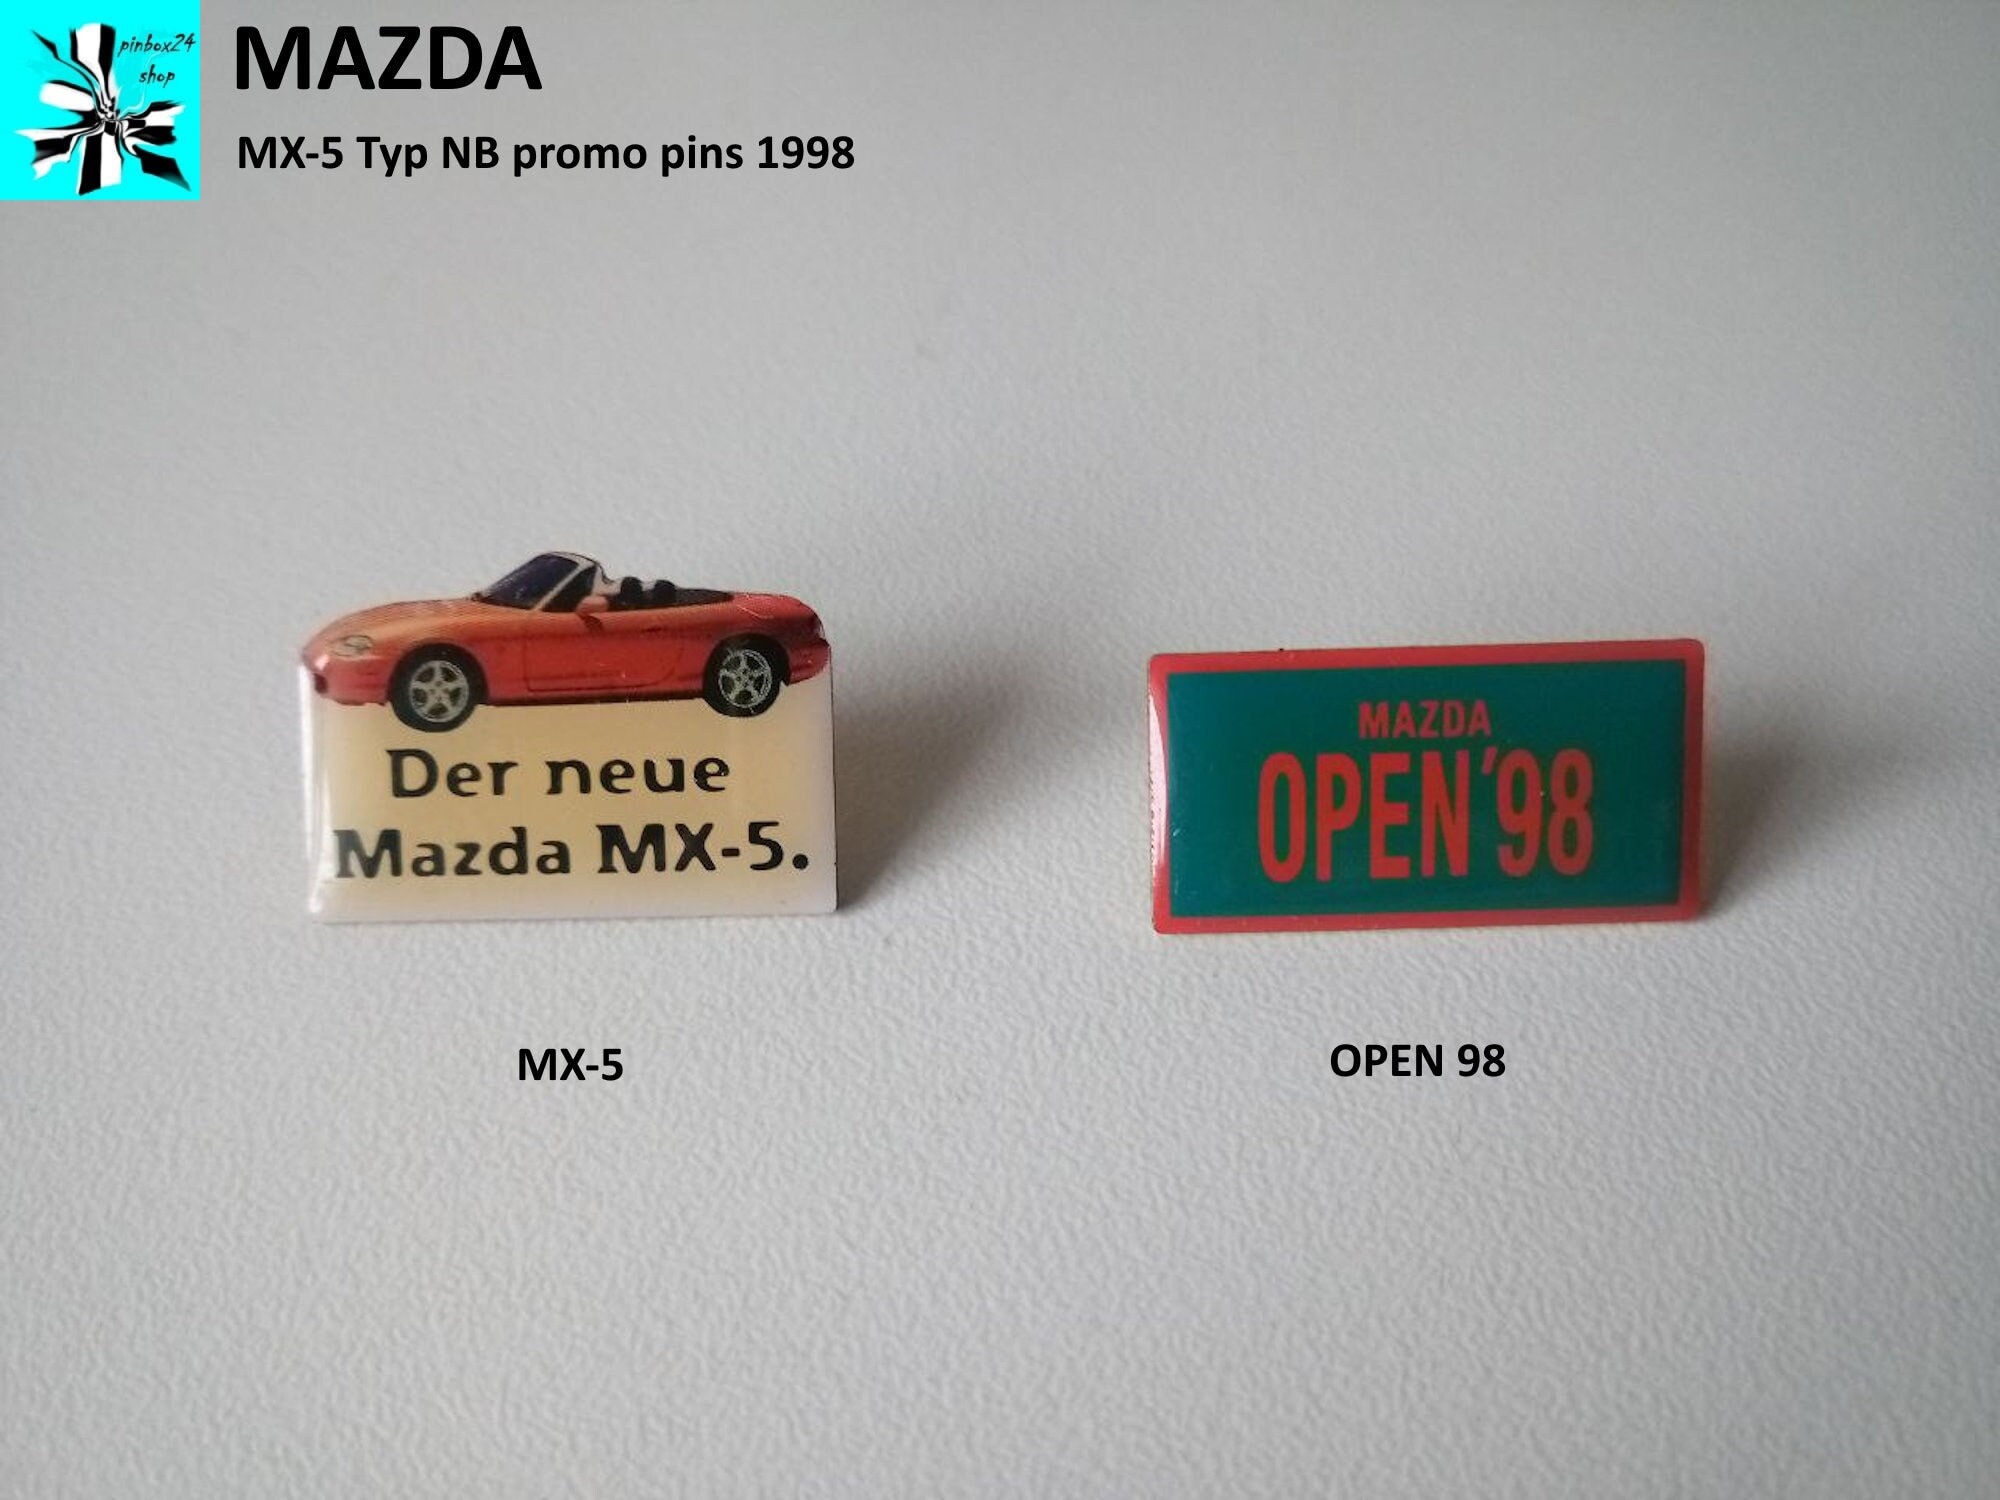 pinbox24
shop
MAZDA
MX-5 Typ NB promo pins 1998
Der neue
Mazda MX-5.
MAZDA
OPEN'98
MX-5
OPEN 98